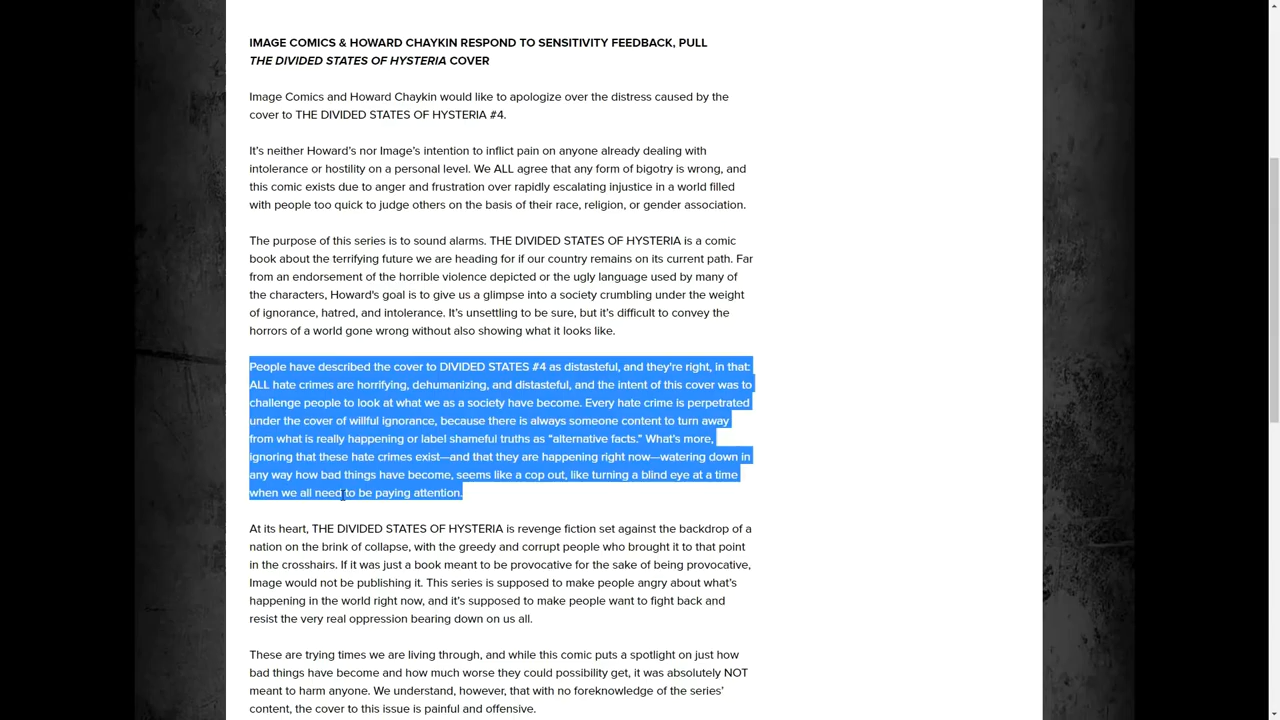 IMAGE COMICS & HOWARD CHAYKIN RESPOND TO SENSITIVITY FEEDBACK, PULL
THE DIVIDED STATES OF HYSTERIA COVER
Image Comics and Howard Chaykin would like to apologize over the distress caused by the
cover to THE DIVIDED STATES OF HYSTERIA #4.
It’s neither Howard’s nor Image’s intention to inflict pain on anyone already dealing with
intolerance or hostility on a personal level. We ALL agree that any form of bigotry is wrong, and
this comic exists due to anger and frustration over rapidly escalating injustice in a world filled
with people too quick to judge others on the basis of their race, religion, or gender association.
The purpose of this series is to sound alarms. THE DIVIDED STATES OF HYSTERIA is a comic
book about the terrifying future we are heading for if our country remains on its current path. Far
from an endorsement of the horrible violence depicted or the ugly language used by many of
the characters, Howard's goal is to give us a glimpse into a society crumbling under the weight
of ignorance, hatred, and intolerance. It’s unsettling to be sure, but it’s difficult to convey the
horrors of a world gone wrong without also showing what it looks like.
People have described the cover to DIVIDED STATES #4 as distasteful, and they're right, in that:
ALL hate crimes are horrifying, dehumanizing, and distasteful, and the intent of this cover was to
challenge people to look at what we as a society have become. Every hate crime is perpetrated
under the cover of willful ignorance, because there is always someone content to turn away
from what is really happening or label shameful truths as “alternative facts.” What’s more,
ignoring that these hate crimes exist—and that they are happening right now—watering down in
any way how bad things have become, seems like a cop out, like turning a blind eye at a time
when we all need to be paying attention.
At its heart, THE DIVIDED STATES OF HYSTERIA is revenge fiction set against the backdrop of a
nation on the brink of collapse, with the greedy and corrupt people who brought it to that point
in the crosshairs. If it was just a book meant to be provocative for the sake of being provocative,
Image would not be publishing it. This series is supposed to make people angry about what’s
happening in the world right now, and it’s supposed to make people want to fight back and
resist the very real oppression bearing down on us all.
These are trying times we are living through, and while this comic puts a spotlight on just how
bad things have become and how much worse they could possibility get, it was absolutely NOT
meant to harm anyone. We understand, however, that with no foreknowledge of the series’
content, the cover to this issue is painful and offensive.